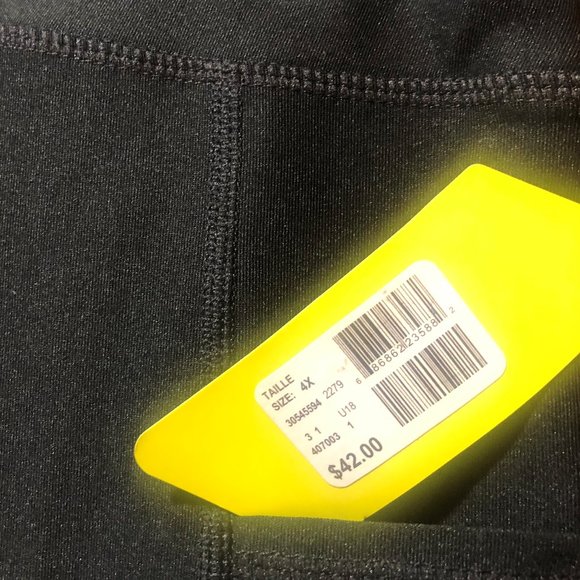 TAILLE
SIZE: 4X
30545594 2279
3 1 U18
407003 1
$42.00
6 86862 23588 2